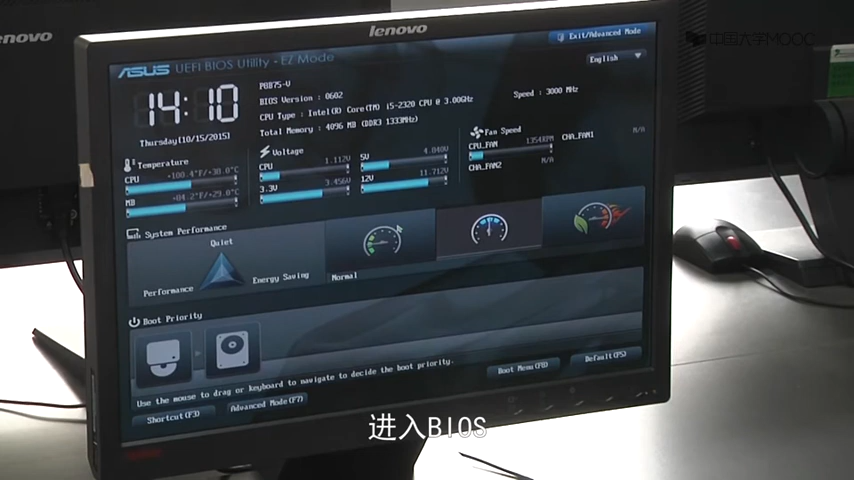 enovo
lenovo
中国大学MOOC
ASUS UEFI BIOS Utility - EZ Mode
Exit/Advanced Mode
English
14:10
Thursday[10/15/2015]
P8B75-V
BIOS Version : 0602
CPU Type : Intel(R) Core(TM) i5-2320 CPU @ 3.00GHz
Speed : 3000 MHz
Total Memory : 4096 MB (DDR3 1333MHz)
Temperature
CPU +100.4°F/+38.0°C
MB +84.2°F/+29.0°C
Voltage
CPU 1.112V 5V 4.840V
3.3V 3.456V 12V 11.712V
Fan Speed
CPU_FAN 1354RPM CHA_FAN1 N/A
CHA_FAN2 N/A
System Performance
Quiet
Performance
Energy Saving
Normal
Boot Priority
Use the mouse to drag or keyboard to navigate to decide the boot priority.
Shortcut(F3)
Advanced Mode(F7)
Boot Menu(F8)
Default(F5)
进入BIOS